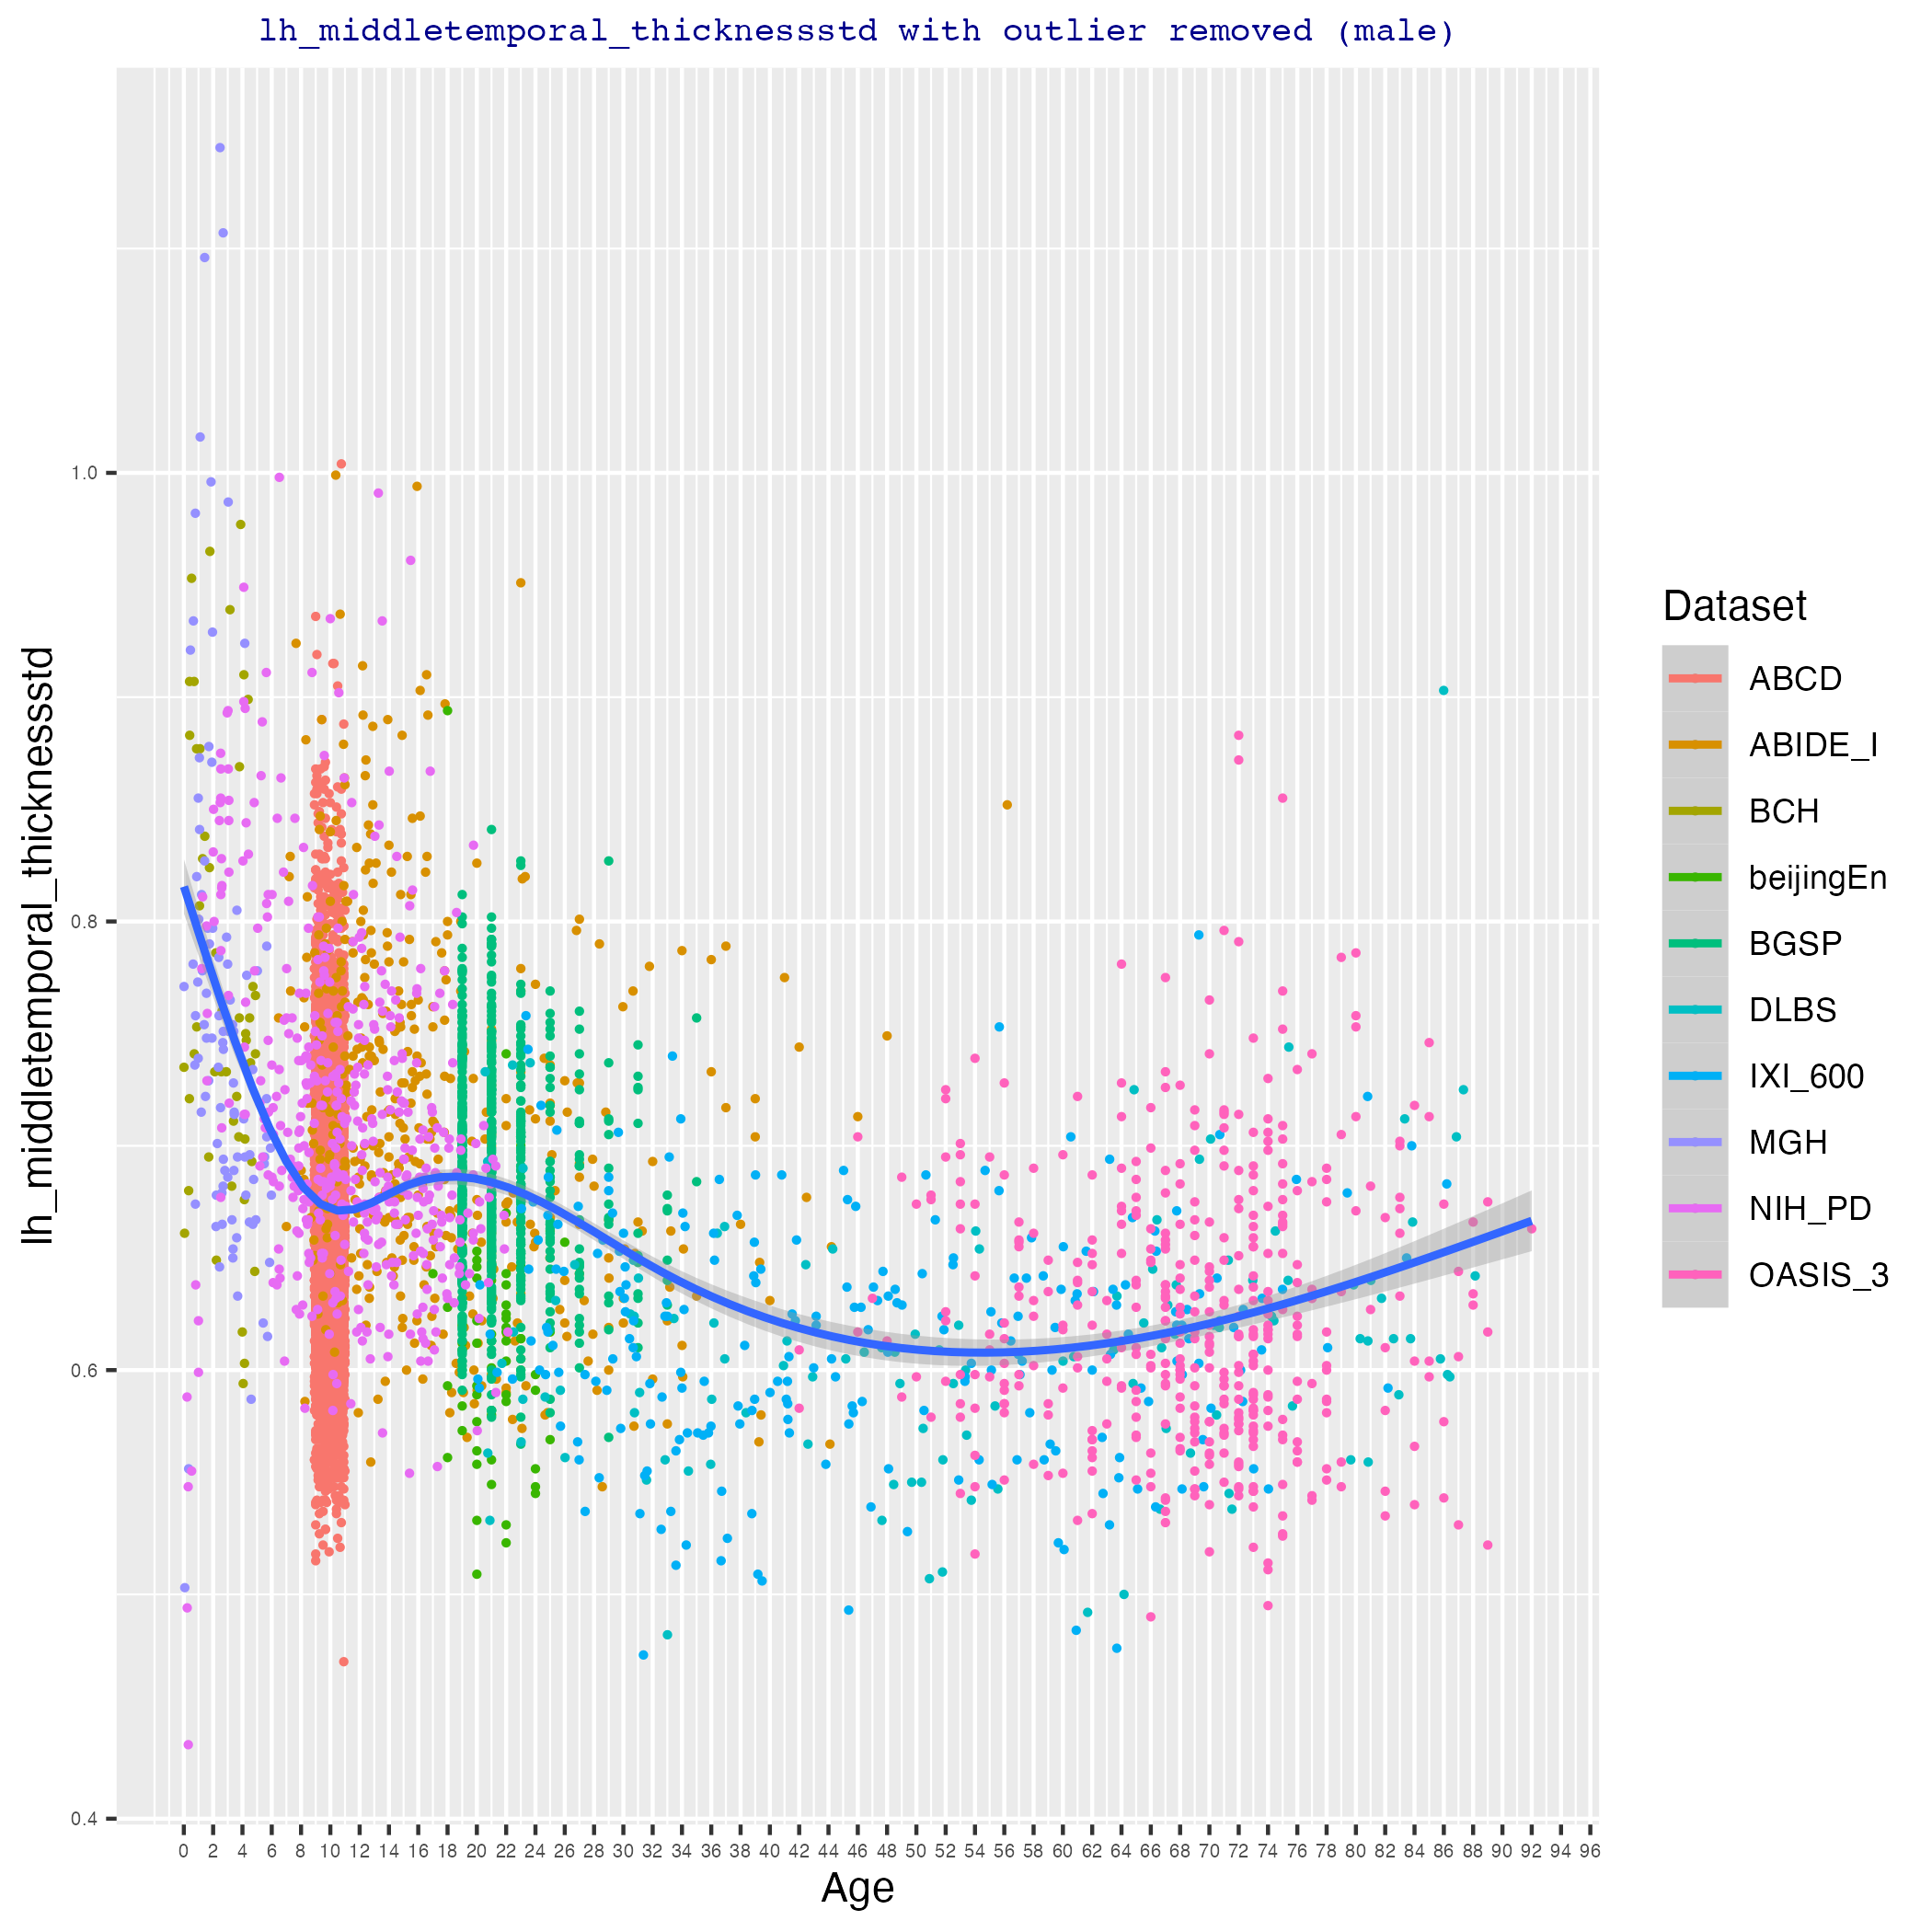 lh_middletemporal_thicknessstd with outlier removed (male)
lh_middletemporal_thicknessstd
1.0
0.8
0.6
0.4
0 2 4 6 8 10 12 14 16 18 20 22 24 26 28 30 32 34 36 38 40 42 44 46 48 50 52 54 56 58 60 62 64 66 68 70 72 74 76 78 80 82 84 86 88 90 92 94 96
Age
Dataset
ABCD
ABIDE_I
BCH
beijingEn
BGSP
DLBS
IXI_600
MGH
NIH_PD
OASIS_3